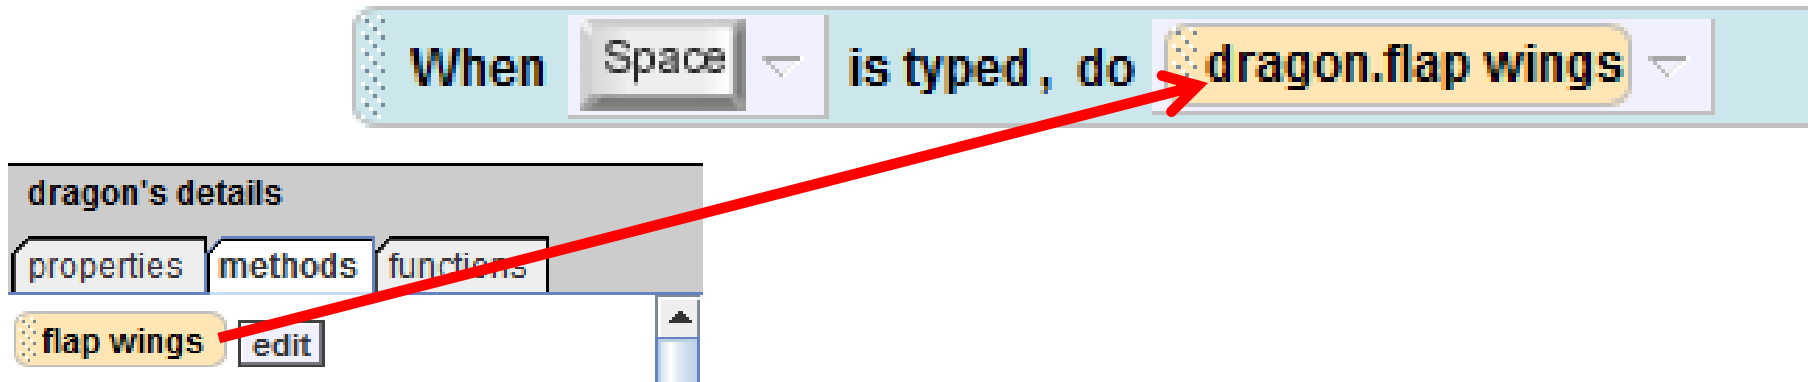 When Space is typed, do dragon.flap wings
dragon's details
properties methods functions
flap wings edit